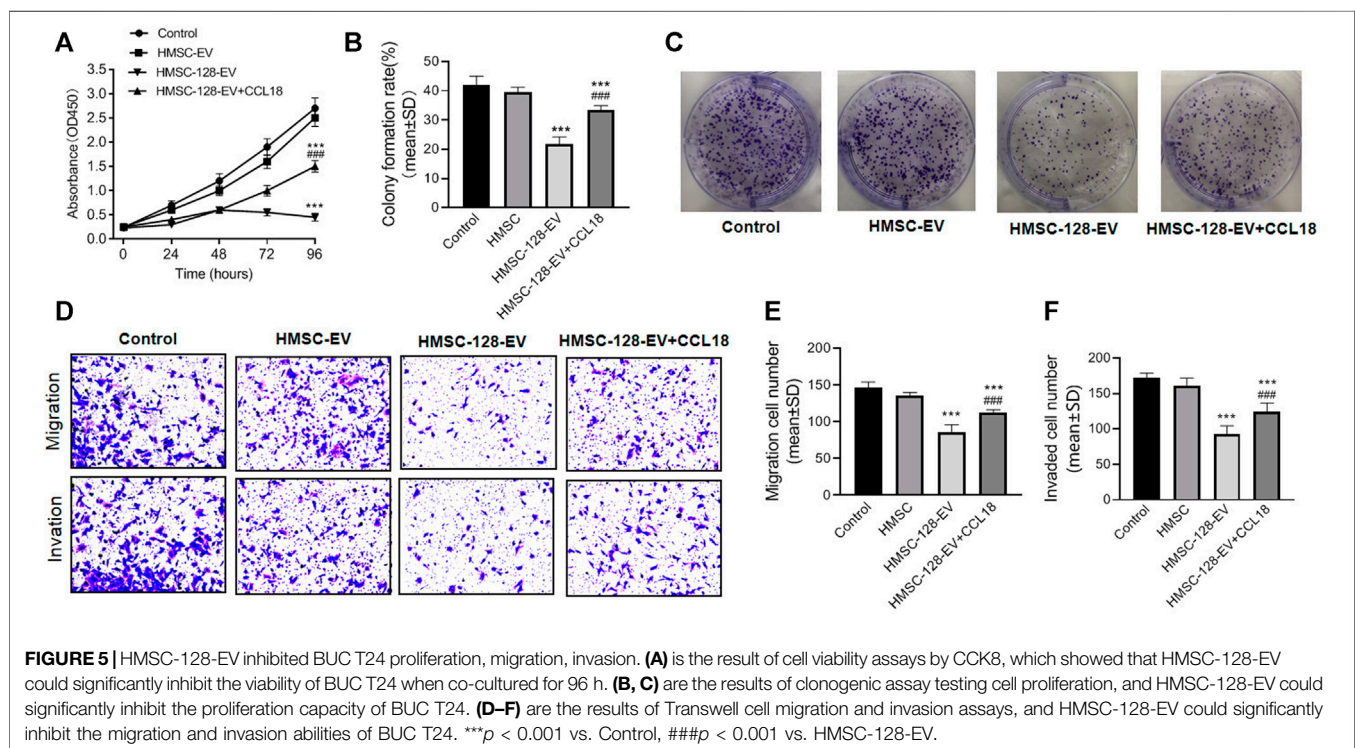 A
Control
HMSC-EV
HMSC-128-EV
HMSC-128-EV+CCL18
3.5
3.0
2.5
2.0
1.5
1.0
0.5
0.0
Absorbance(OD450)
***
###
***
0 24 48 72 96
Time (hours)
B
50
40
30
20
10
0
Colony formation rate(%)
(mean±SD)
***
***
###
Control
HMSC
HMSC-128-EV
HMSC-128-EV+CCL18
C
Control
HMSC-EV
HMSC-128-EV
HMSC-128-EV+CCL18
D
Control
HMSC-EV
HMSC-128-EV
HMSC-128-EV+CCL18
Migration
Invation
E
200
150
100
50
0
Migration cell number
(mean±SD)
***
***
###
Control
HMSC
HMSC-128-EV
HMSC-128-EV+CCL18
F
200
150
100
50
0
Invaded cell number
(mean±SD)
***
***
###
Control
HMSC
HMSC-128-EV
HMSC-128-EV+CCL18
FIGURE 5 | HMSC-128-EV inhibited BUC T24 proliferation, migration, invasion. (A) is the result of cell viability assays by CCK8, which showed that HMSC-128-EV
could significantly inhibit the viability of BUC T24 when co-cultured for 96 h. (B, C) are the results of clonogenic assay testing cell proliferation, and HMSC-128-EV could
significantly inhibit the proliferation capacity of BUC T24. (D–F) are the results of Transwell cell migration and invasion assays, and HMSC-128-EV could significantly
inhibit the migration and invasion abilities of BUC T24. ***p < 0.001 vs. Control, ###p < 0.001 vs. HMSC-128-EV.